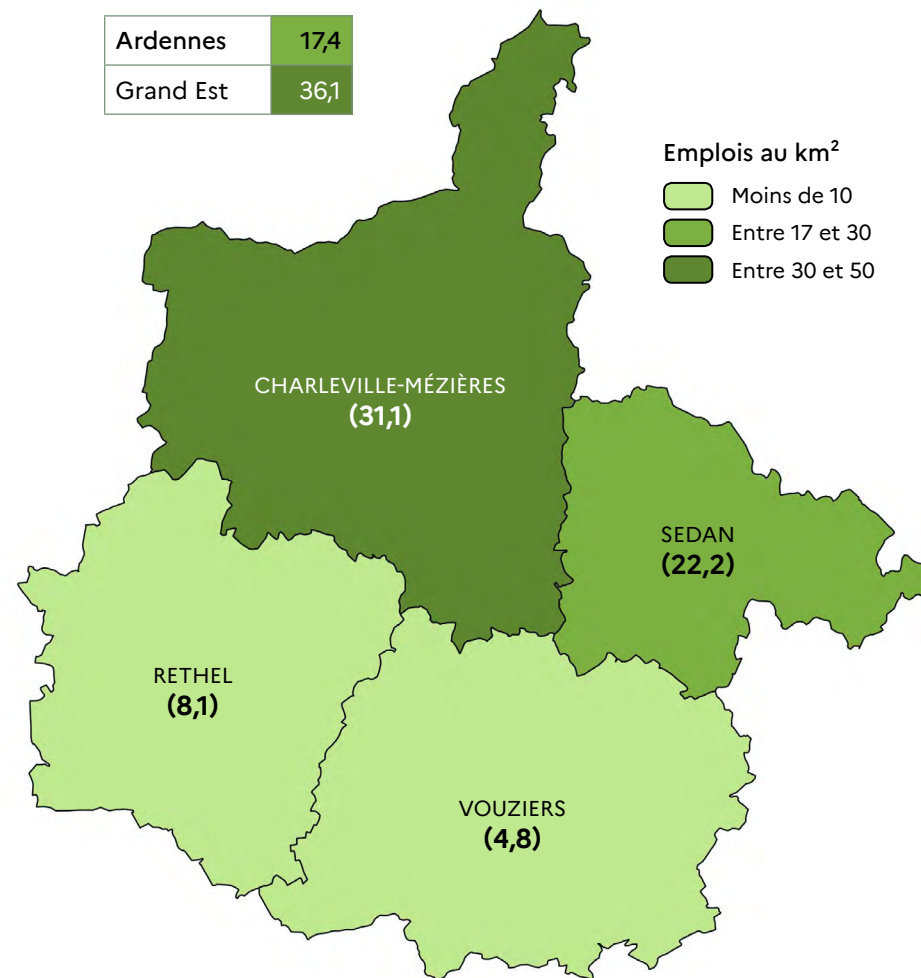 Ardennes 17,4
Grand Est 36,1
Emplois au km²
Moins de 10
Entre 17 et 30
Entre 30 et 50
CHARLEVILLE-MÉZIÈRES
(31,1)
SEDAN
(22,2)
RETHEL
(8,1)
VOUZIERS
(4,8)